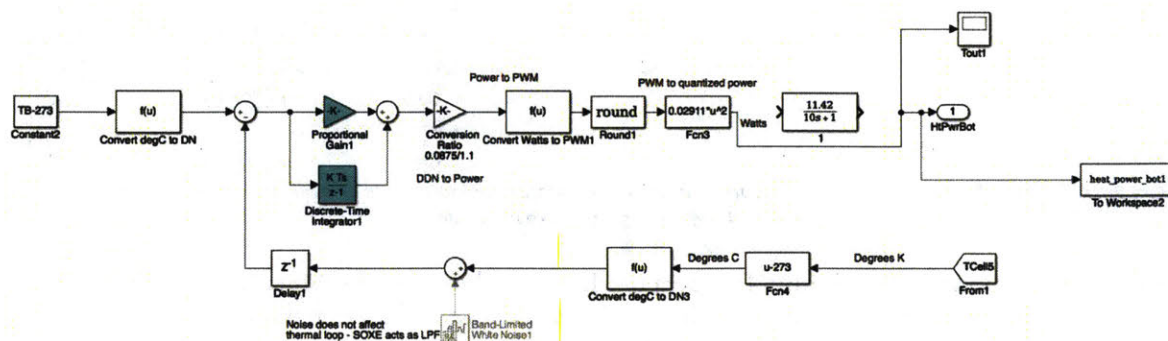 Tout1
Power to PWM
PWM to quantized power
TB-273
Constant2
f(u)
Convert degC to DN
-K-
Proportional
Gain1
-K-
Conversion
Ratio
0.0875/1.1
f(u)
Convert Watts to PWM1
round
Round1
0.02911*u^2
Fcn3
Watts
11.42
10s + 1
1
1
HtPwrBot
heat_power_bot1
To Workspace2
DDN to Power
K Ts
z-1
Discrete-Time
Integrator1
z-1
Delay1
f(u)
Convert degC to DN3
Degrees C
u-273
Fcn4
Degrees K
TCell5
From1
Noise does not affect
thermal loop - SOXE acts as LPF
Band-Limited
White Noise1